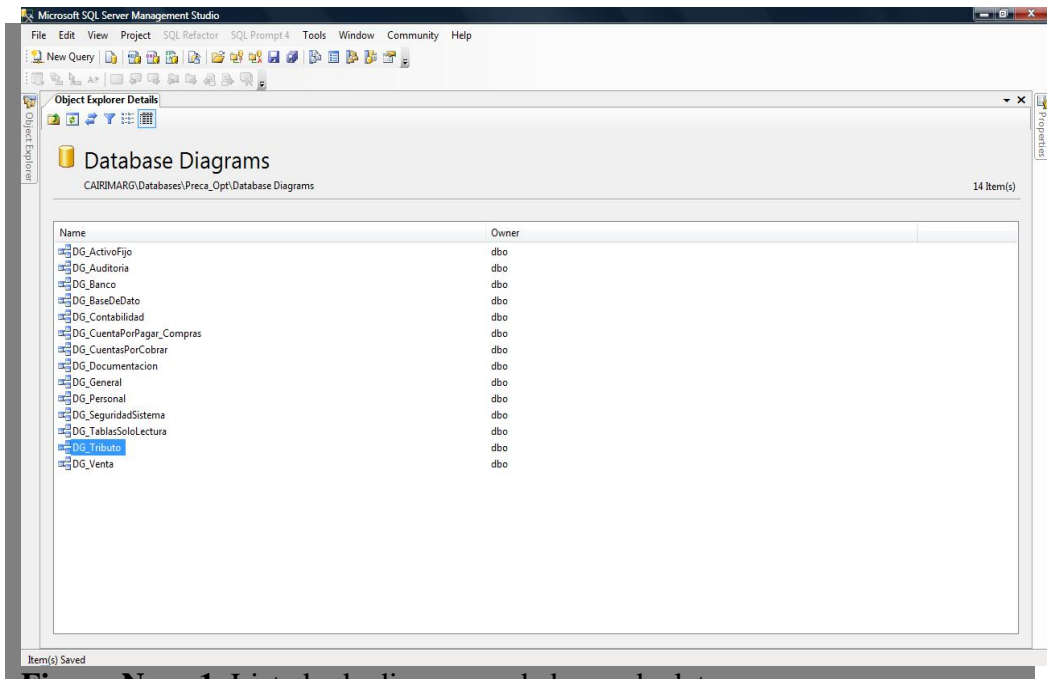 Microsoft SQL Server Management Studio
File Edit View Project SQL Refactor SQL Prompt 4 Tools Window Community Help
New Query
Object Explorer
Object Explorer Details
Properties
Database Diagrams
CAIRIMARG\Databases\Preca_Opt\Database Diagrams
14 Item(s)
Name Owner
DG_ActivoFijo dbo
DG_Auditoria dbo
DG_Banco dbo
DG_BaseDeDato dbo
DG_Contabilidad dbo
DG_CuentaPorPagar_Compras dbo
DG_CuentasPorCobrar dbo
DG_Documentacion dbo
DG_General dbo
DG_Personal dbo
DG_SeguridadSistema dbo
DG_TablasSoloLectura dbo
DG_Tributo dbo
DG_Venta dbo
Item(s) Saved